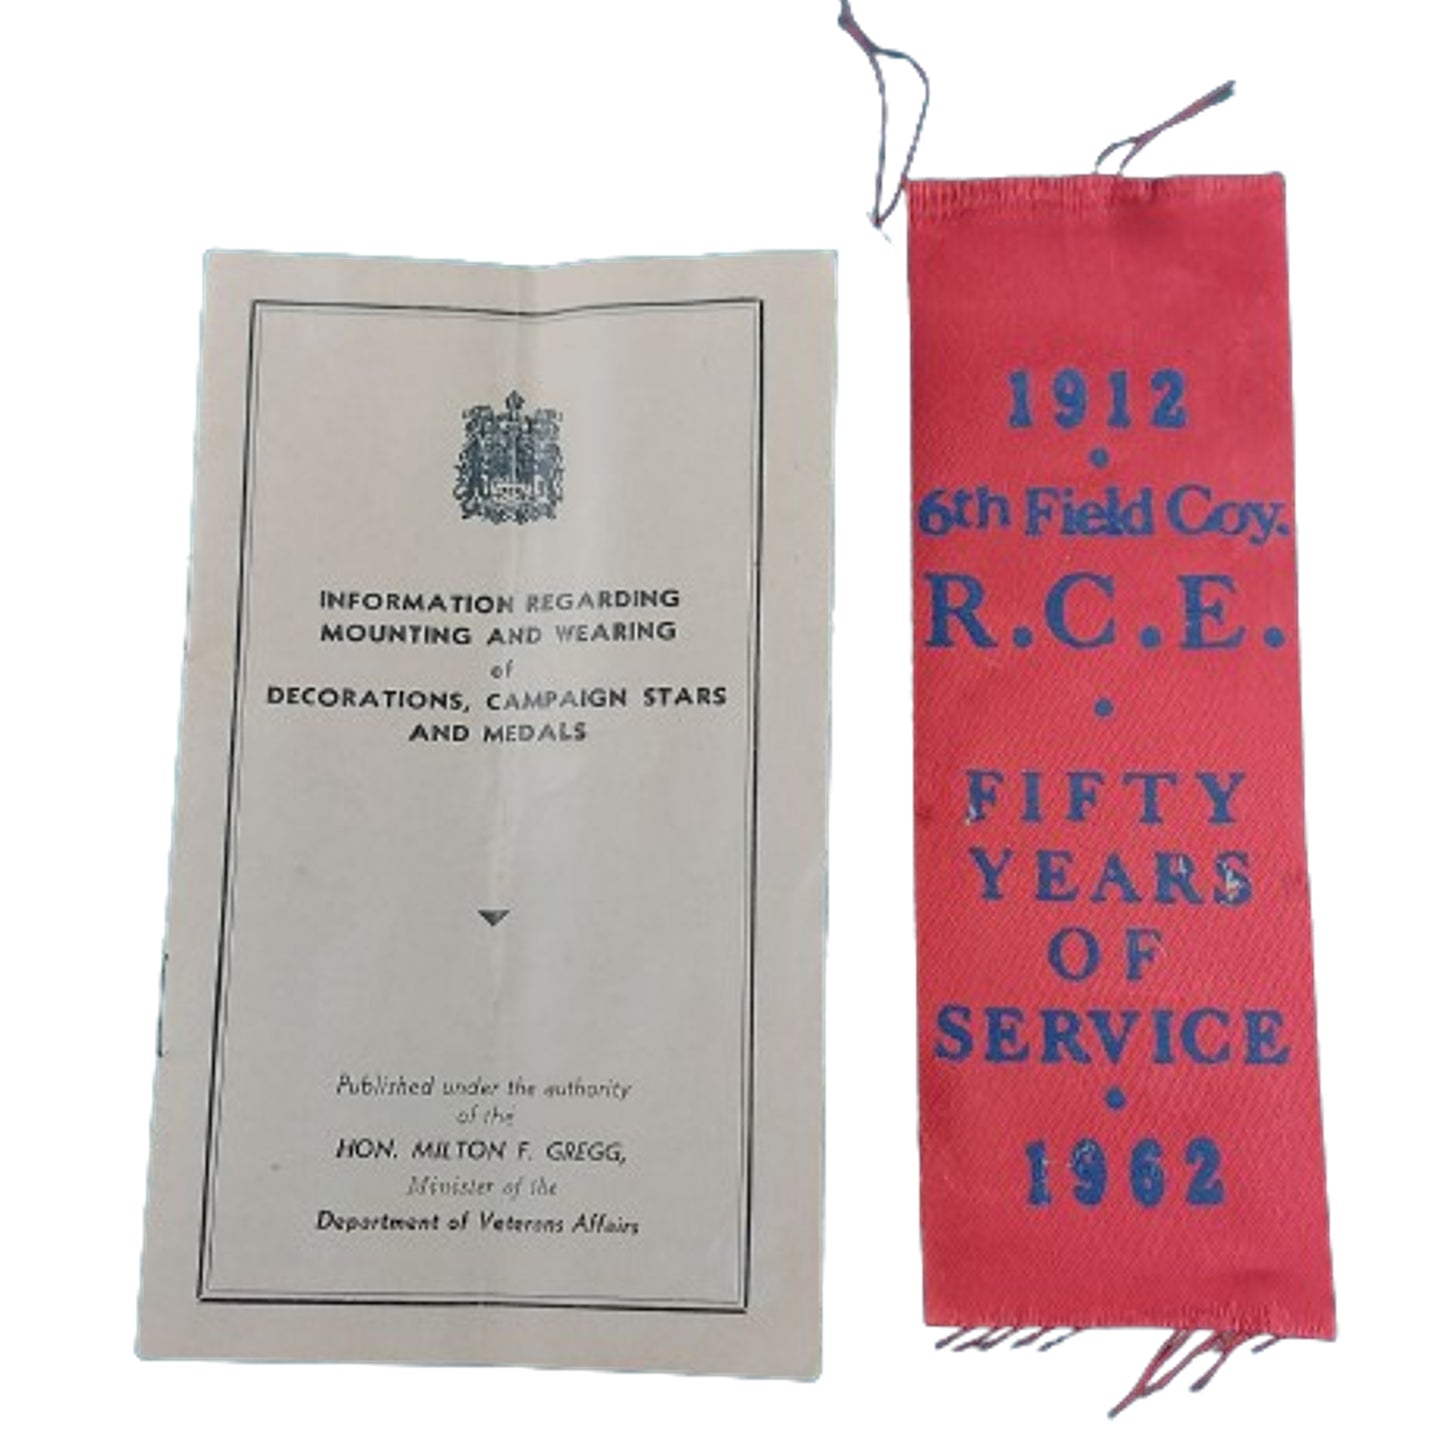 INFORMATION REGARDING
MOUNTING AND WEARING
of
DECORATIONS, CAMPAIGN STARS
AND MEDALS
Published under the authority
of the
HON. MILTON F. GREGG,
Minister of the
Department of Veterans Affairs
1912
6th Field Coy.
R.C.E.
FIFTY
YEARS
OF
SERVICE
1962